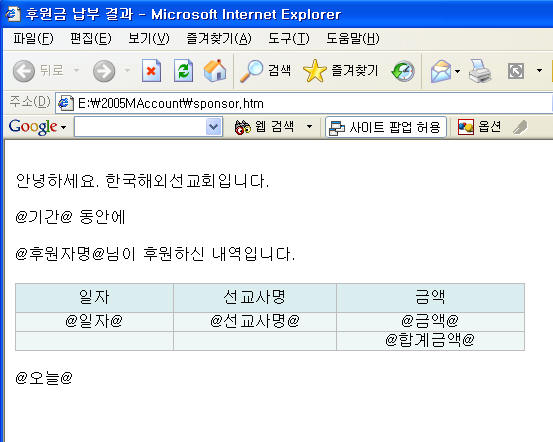 후원금 납부 결과 - Microsoft Internet Explorer
파일(F) 편집(E) 보기(V) 즐겨찾기(A) 도구(T) 도움말(H)
뒤로 검색 즐겨찾기
주소(D) E:\2005MAccount\sponsor.htm
Google 웹 검색 사이트 팝업 허용 옵션
안녕하세요. 한국해외선교회입니다.
@기간@ 동안에
@후원자명@님이 후원하신 내역입니다.
일자 선교사명 금액
@일자@ @선교사명@ @금액@
@합계금액@
@오늘@